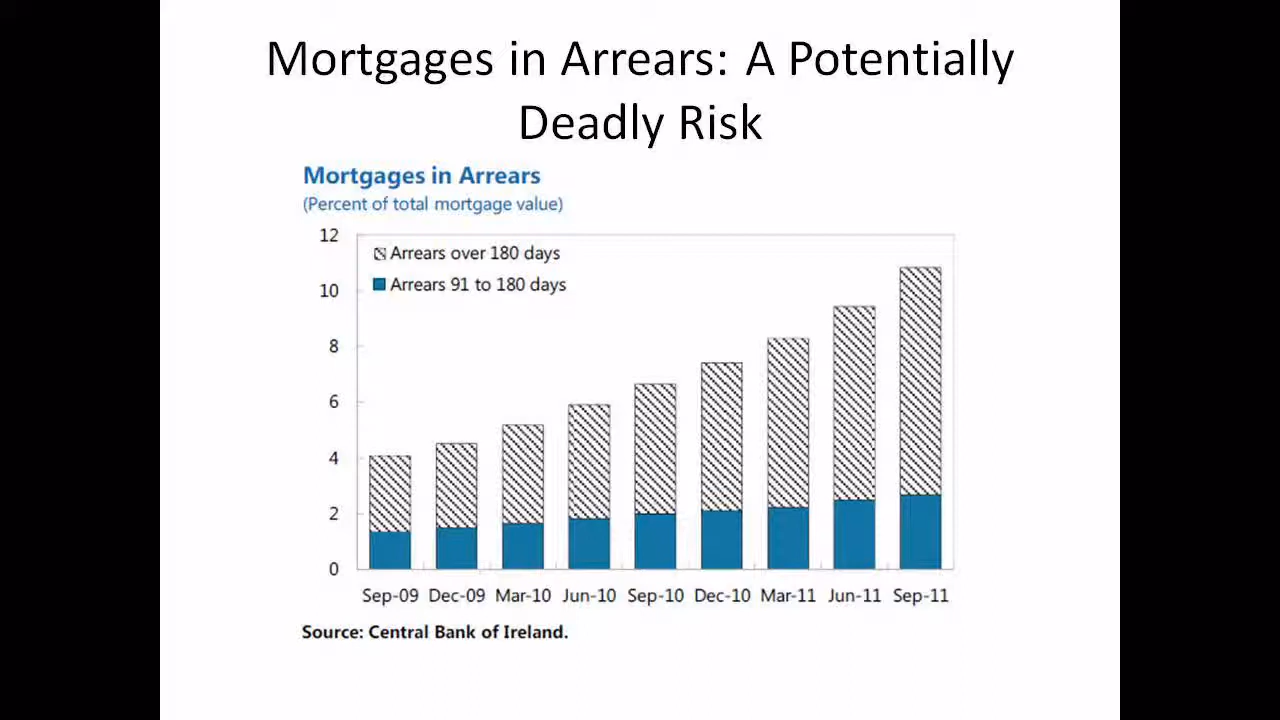 Mortgages in Arrears: A Potentially
Deadly Risk
Mortgages in Arrears
(Percent of total mortgage value)
12
10
8
6
4
2
0
Arrears over 180 days
Arrears 91 to 180 days
Sep-09 Dec-09 Mar-10 Jun-10 Sep-10 Dec-10 Mar-11 Jun-11 Sep-11
Source: Central Bank of Ireland.